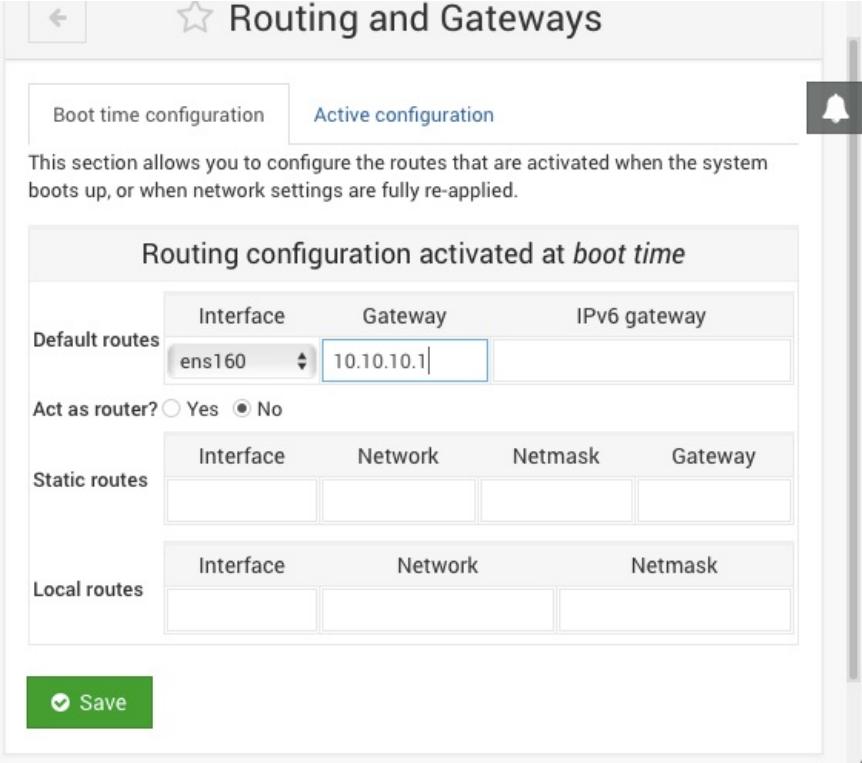 Routing and Gateways
Boot time configuration Active configuration
This section allows you to configure the routes that are activated when the system
boots up, or when network settings are fully re-applied.
Routing configuration activated at boot time
Default routes
Interface Gateway IPv6 gateway
ens160 10.10.10.1
Act as router? Yes No
Static routes
Interface Network Netmask Gateway
Local routes
Interface Network Netmask
Save